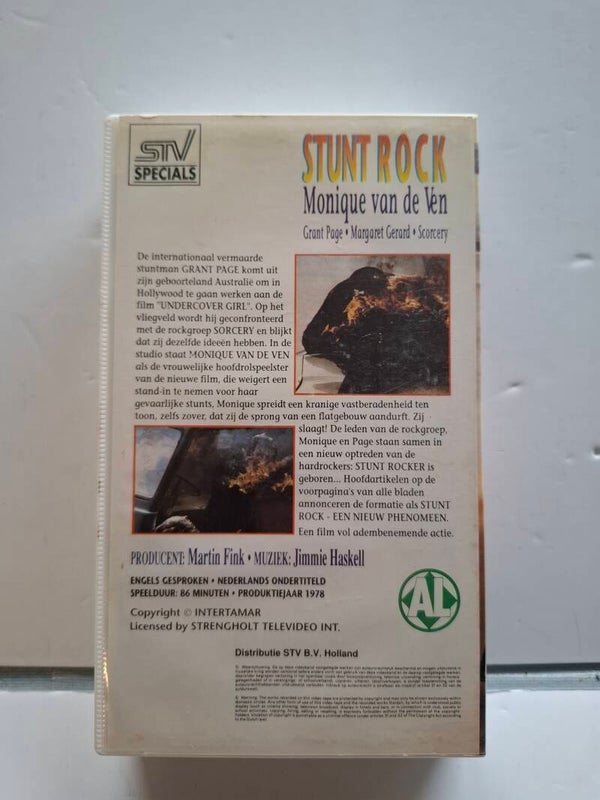 STV
SPECIALS
STUNT ROCK
Monique van de Ven
Grant Page • Margaret Gerard • Scorcery
De internationaal vermaarde
stuntman GRANT PAGE komt uit
zijn geboorteland Australië om in
Hollywood te gaan werken aan de
film "UNDERCOVER GIRL". Op het
vliegveld wordt hij geconfronteerd
met de rockgroep SORCERY en blijkt
dat zij dezelfde ideeën hebben. In de
studio staat MONIQUE VAN DE VEN
als de vrouwelijke hoofdrolspeelster
van de nieuwe film, die weigert een
stand-in te nemen voor haar
gevaarlijke stunts, Monique spreidt een kranige vastberadenheid ten
toon, zelfs zover, dat zij de sprong van een flatgebouw aandurft. Zij
slaagt! De leden van de rockgroep,
Monique en Page staan samen in
een nieuw optreden van de
hardrockers: STUNT ROCKER is
geboren... Hoofdartikelen op de
voorpagina's van alle bladen
annonceren de formatie als STUNT
ROCK - EEN NIEUW PHENOMEEN.
Een film vol adembenemende actie.
PRODUCENT: Martin Fink • MUZIEK: Jimmie Haskell
ENGELS GESPROKEN • NEDERLANDS ONDERTITELD
SPEELDUUR: 86 MINUTEN • PRODUKTIEJAAR 1978
AL
Copyright © INTERTAMAR
Licensed by STRENGHOLT TELEVIDEO INT.
Distributie STV B.V. Holland